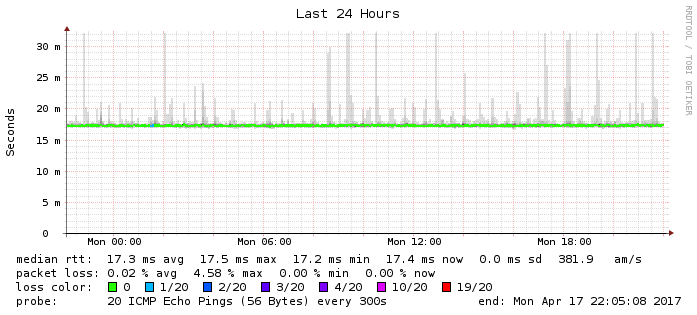 Last 24 Hours
RRDTOOL / TOBI OETIKER
Seconds
30 m
25 m
20 m
15 m
10 m
5 m
0
Mon 00:00 Mon 06:00 Mon 12:00 Mon 18:00
median rtt: 17.3 ms avg 17.5 ms max 17.2 ms min 17.4 ms now 0.0 ms sd 381.9 am/s
packet loss: 0.02 % avg 4.58 % max 0.00 % min 0.00 % now
loss color: 0 1/20 2/20 3/20 4/20 10/20 19/20
probe: 20 ICMP Echo Pings (56 Bytes) every 300s end: Mon Apr 17 22:05:08 2017